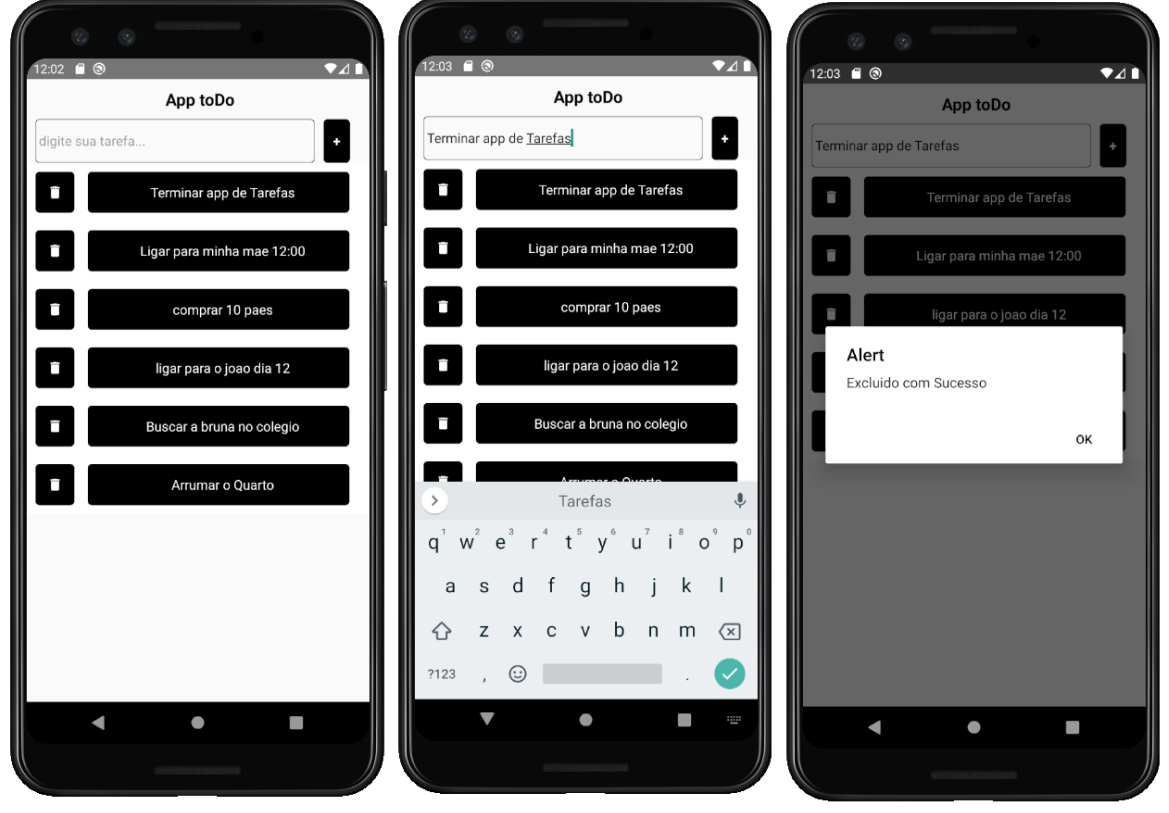 12:02
App toDo
digite sua tarefa...
+
Terminar app de Tarefas
Ligar para minha mae 12:00
comprar 10 paes
ligar para o joao dia 12
Buscar a bruna no colegio
Arrumar o Quarto
12:03
App toDo
Terminar app de Tarefas
+
Terminar app de Tarefas
Ligar para minha mae 12:00
comprar 10 paes
ligar para o joao dia 12
Buscar a bruna no colegio
Arrumar o Quarto
Tarefas
1 2 3 4 5 6 7 8 9 0
q w e r t y u i o p
a s d f g h j k l
z x c v b n m
?123 , .
12:03
App toDo
Terminar app de Tarefas
+
Terminar app de Tarefas
Ligar para minha mae 12:00
ligar para o joao dia 12
Alert
Excluido com Sucesso
OK